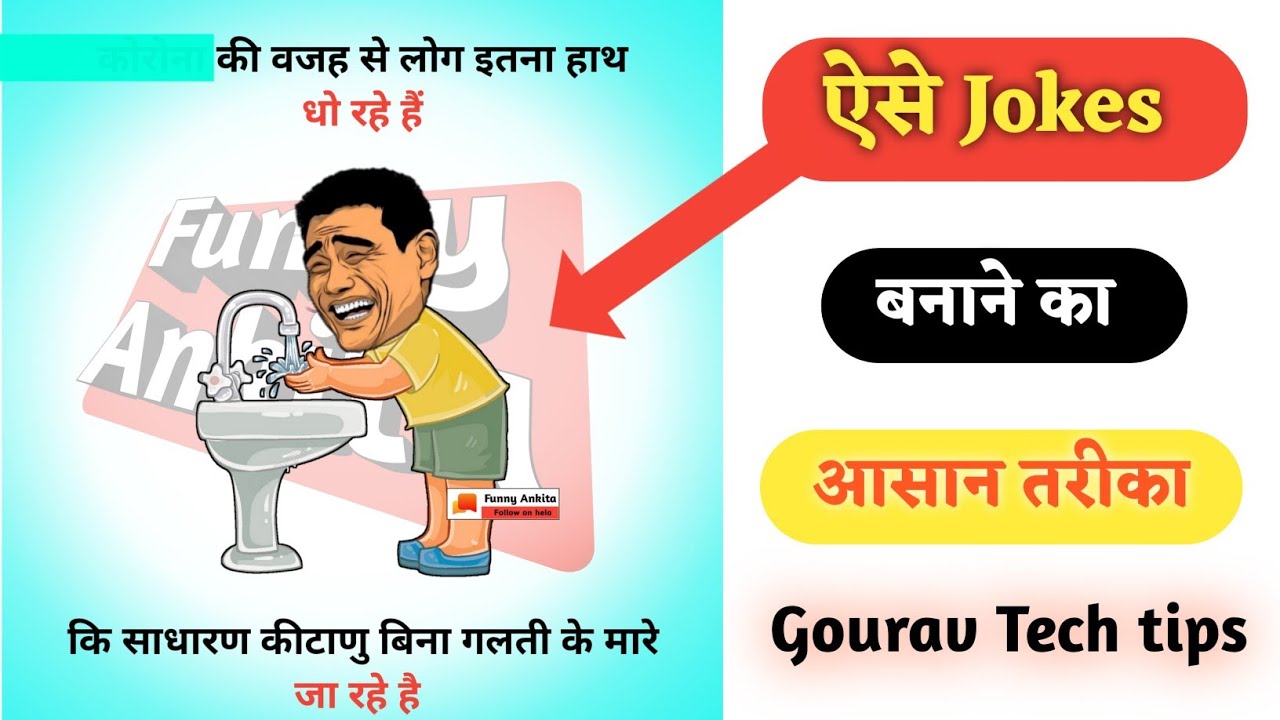 कोरोना की वजह से लोग इतना हाथ
धो रहे हैं
Funny
Funny Ankita
Follow on helo
कि साधारण कीटाणु बिना गलती के मारे
जा रहे है
ऐसे Jokes
बनाने का
आसान तरीका
Gourav Tech tips